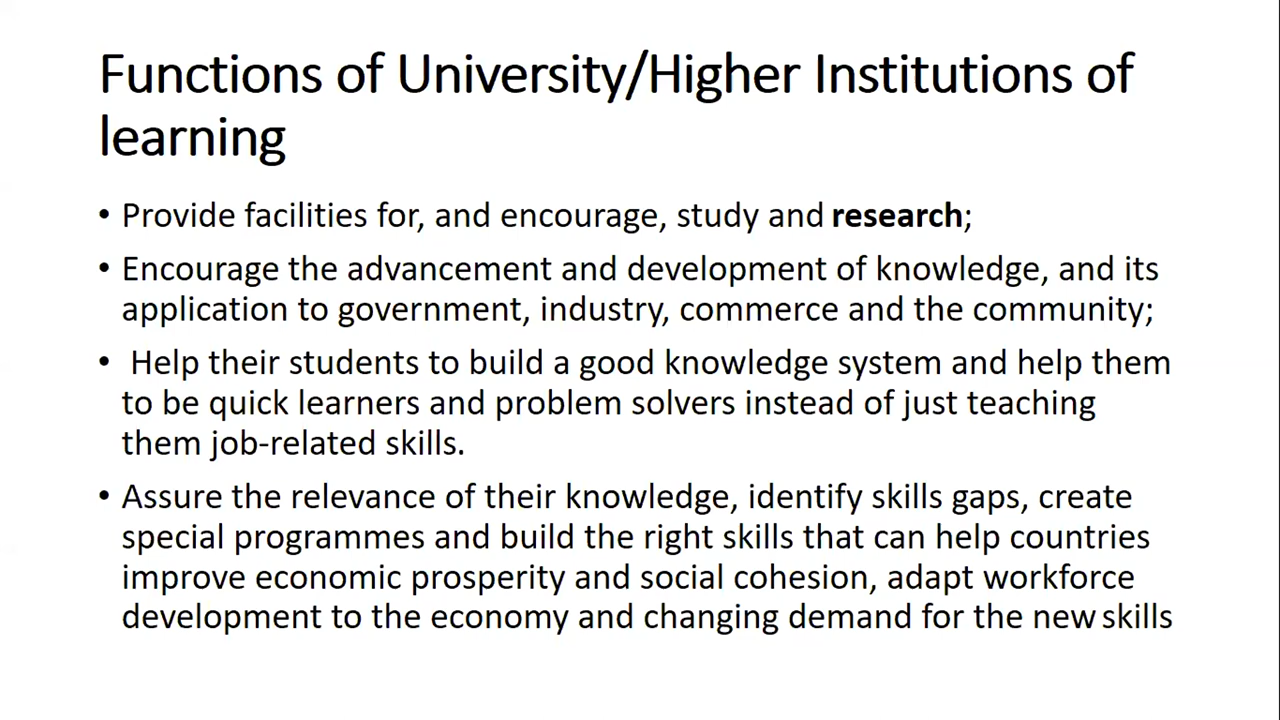 Functions of University/Higher Institutions of
learning
• Provide facilities for, and encourage, study and research;
• Encourage the advancement and development of knowledge, and its
application to government, industry, commerce and the community;
• Help their students to build a good knowledge system and help them
to be quick learners and problem solvers instead of just teaching
them job-related skills.
• Assure the relevance of their knowledge, identify skills gaps, create
special programmes and build the right skills that can help countries
improve economic prosperity and social cohesion, adapt workforce
development to the economy and changing demand for the new skills